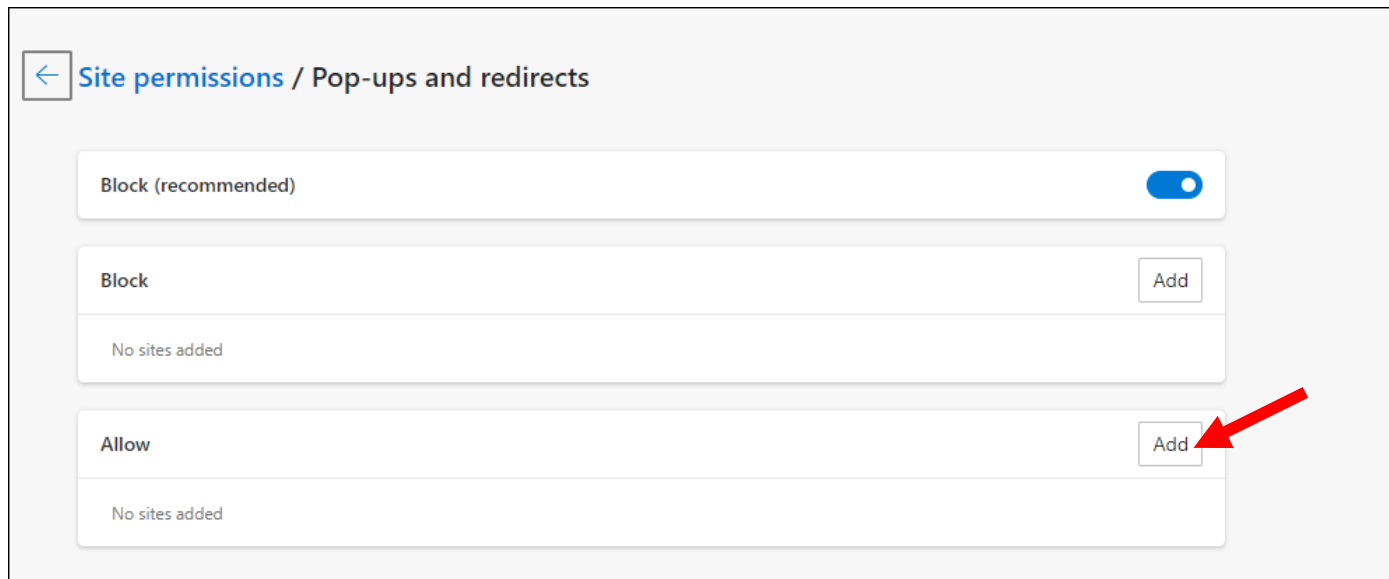 Site permissions / Pop-ups and redirects
Block (recommended)
Block
Add
No sites added
Allow
Add
No sites added